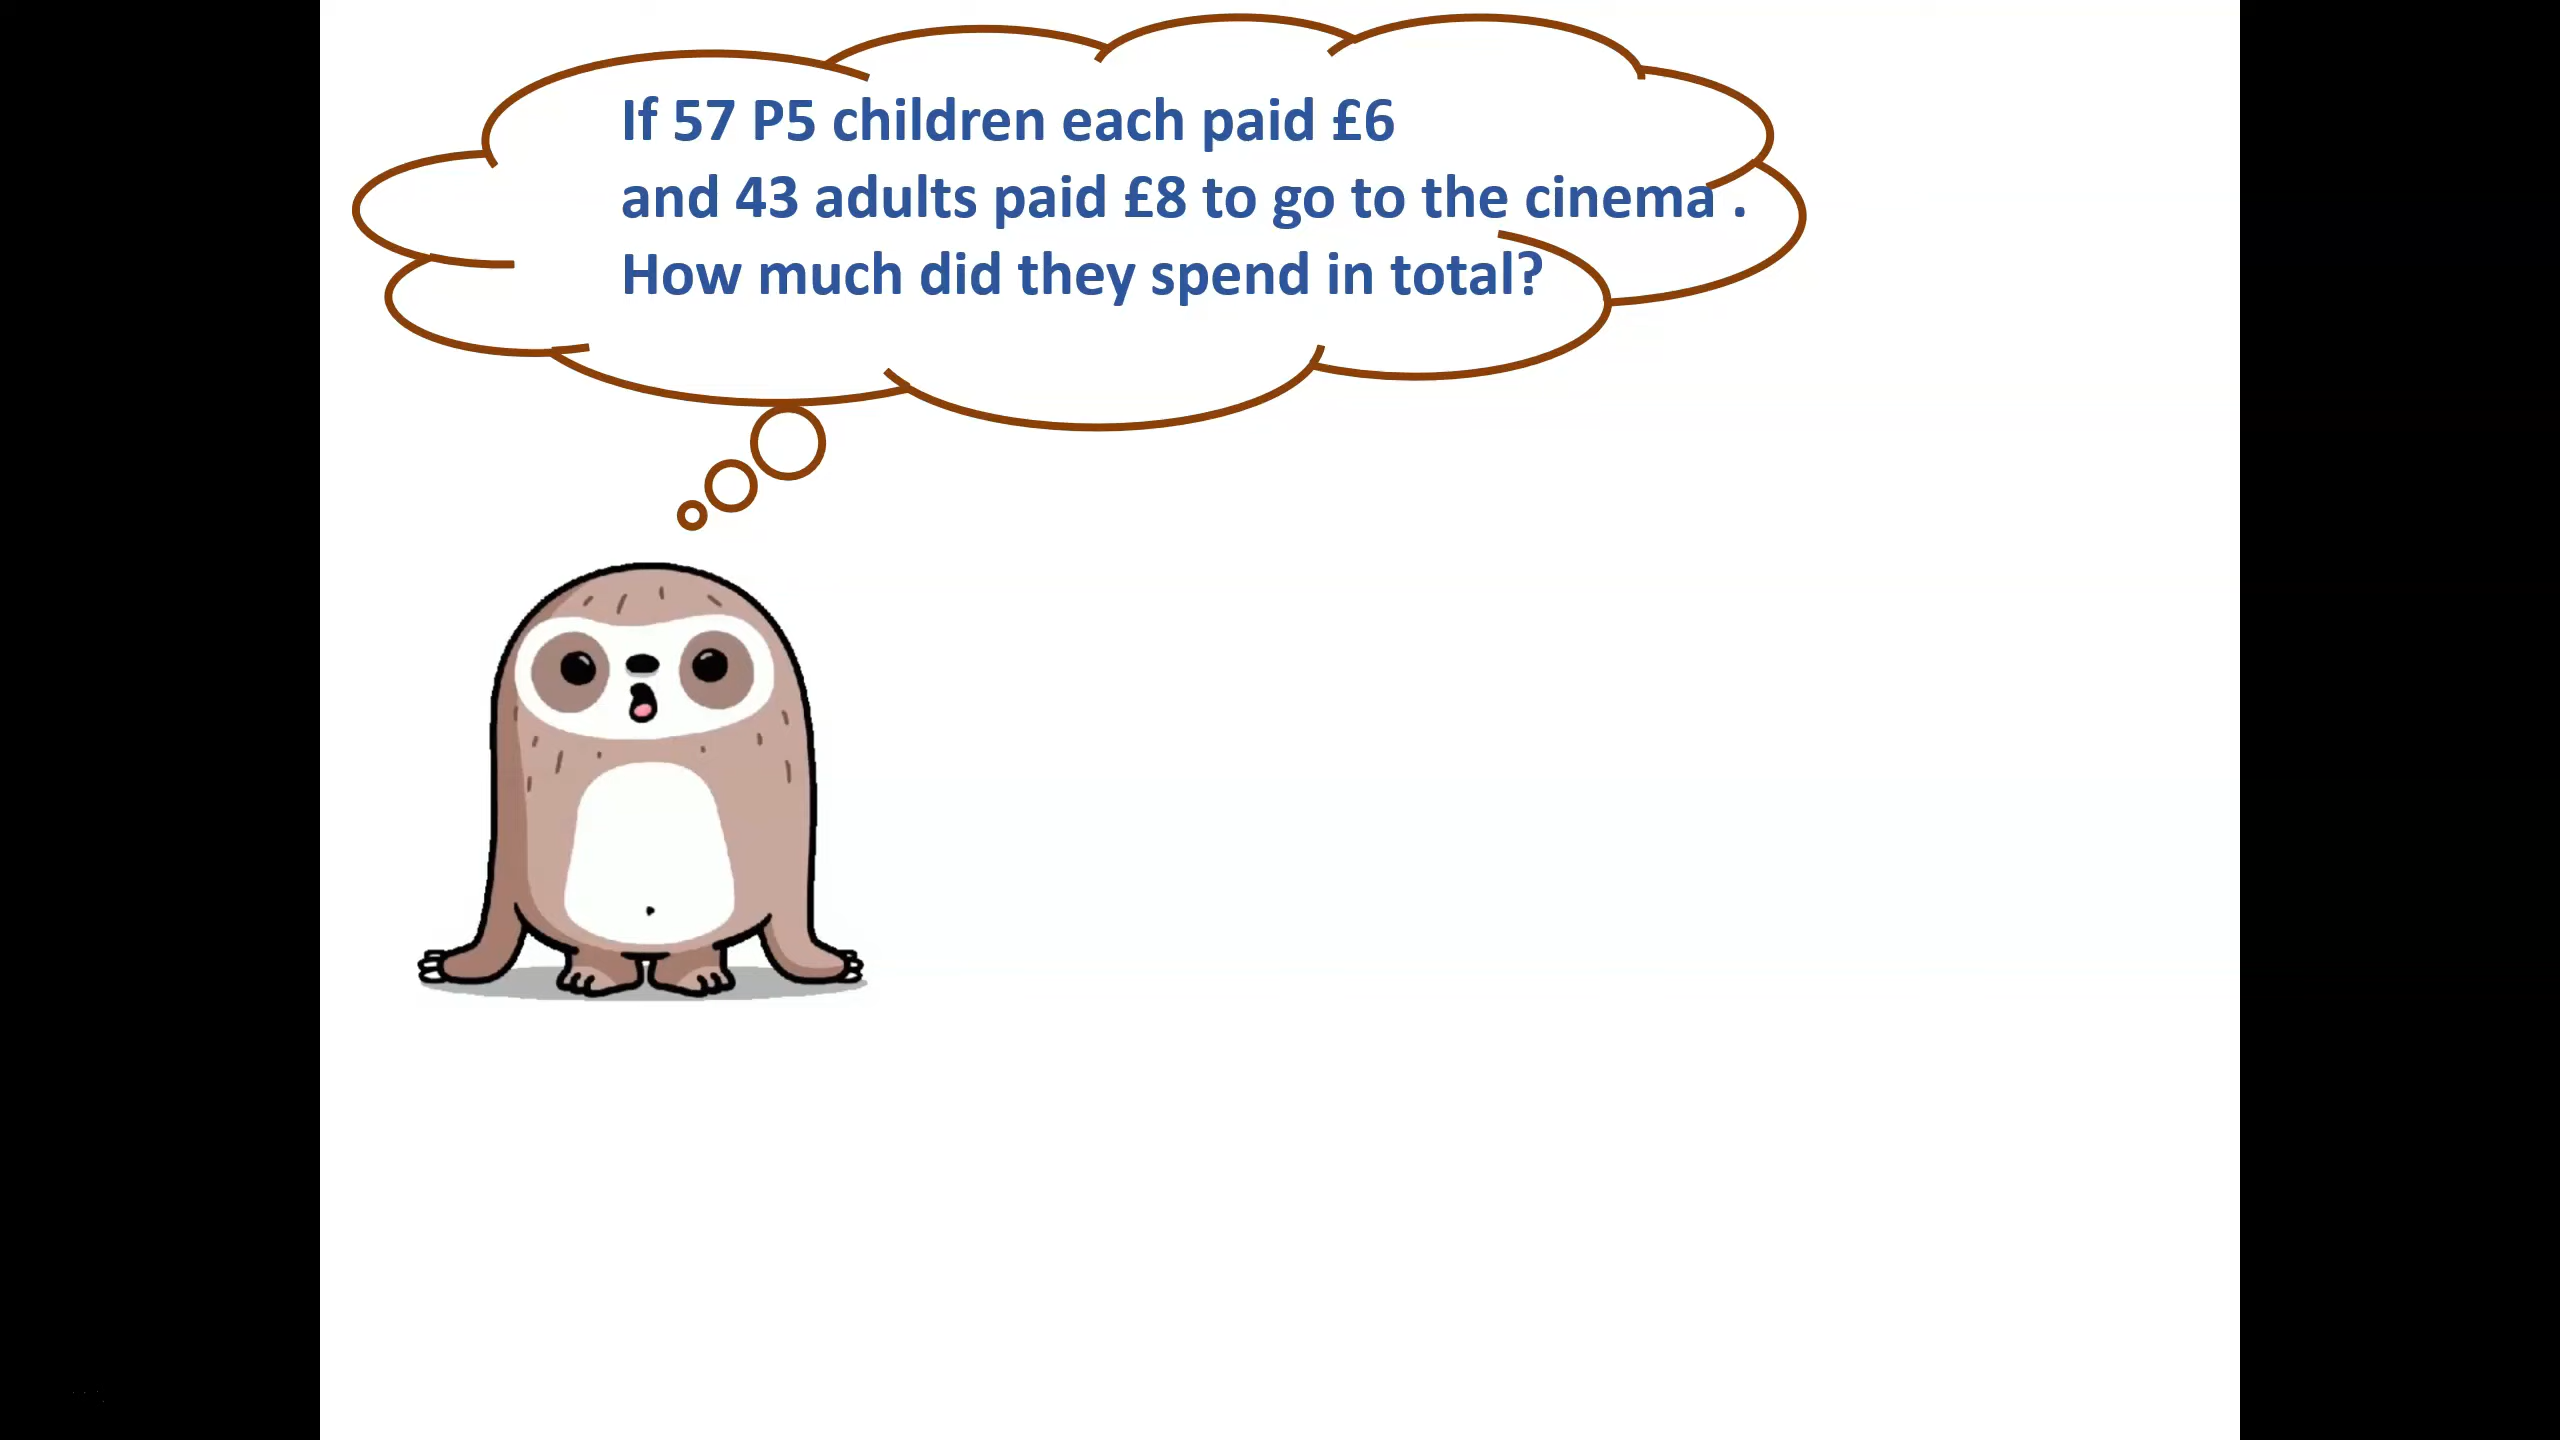 If 57 P5 children each paid £6
and 43 adults paid £8 to go to the cinema .
How much did they spend in total?